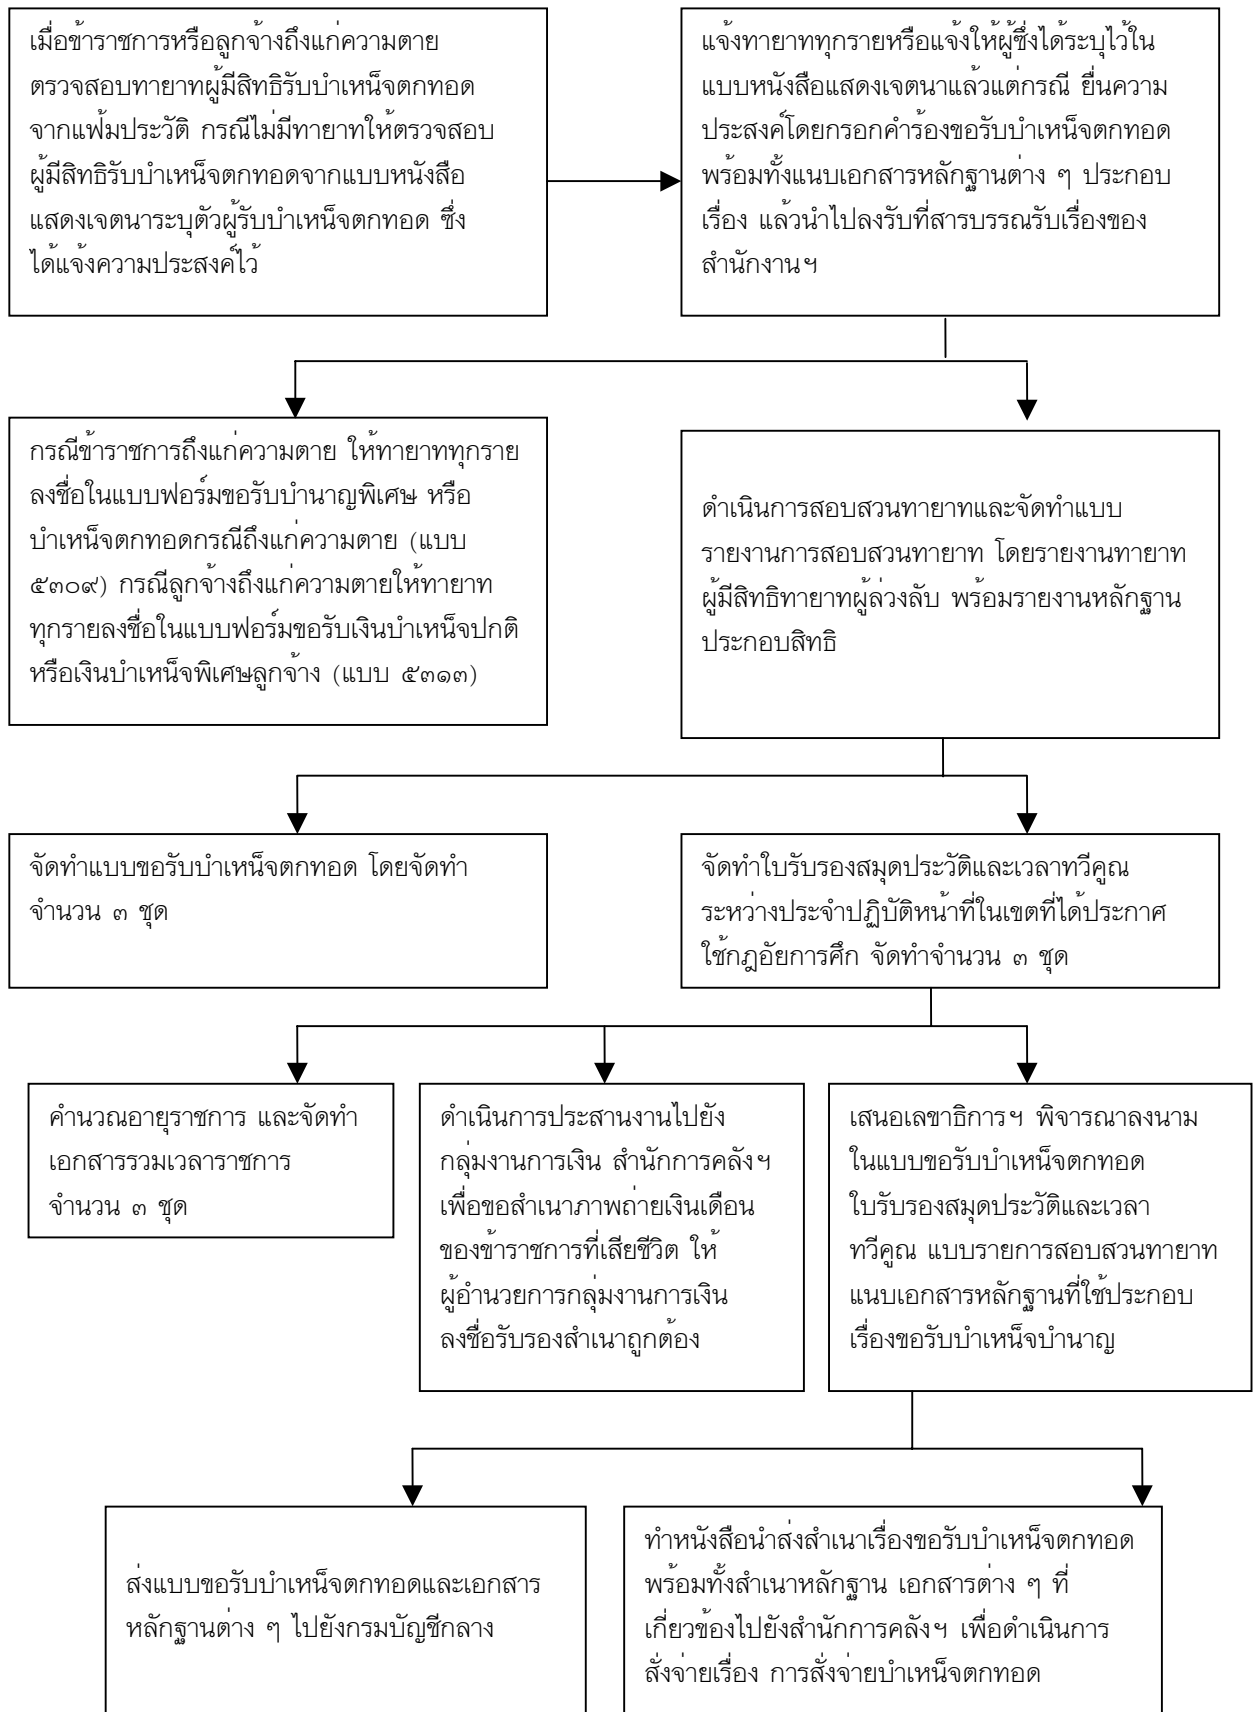 เมื่อข้าราชการหรือลูกจ้างถึงแก่ความตาย
ตรวจสอบทายาทผู้มีสิทธิรับบำเหน็จตกทอด
จากแฟ้มประวัติ กรณีไม่มีทายาทให้ตรวจสอบ
ผู้มีสิทธิรับบำเหน็จตกทอดจากแบบหนังสือ
แสดงเจตนาระบุตัวผู้รับบำเหน็จตกทอด ซึ่ง
ได้แจ้งความประสงค์ไว้
แจ้งทายาททุกรายหรือแจ้งให้ผู้ซึ่งได้ระบุไว้ใน
แบบหนังสือแสดงเจตนาแล้วแต่กรณี ยื่นความ
ประสงค์โดยกรอกคำร้องขอรับบำเหน็จตกทอด
พร้อมทั้งแนบเอกสารหลักฐานต่าง ๆ ประกอบ
เรื่อง แล้วนำไปลงรับที่สารบรรณรับเรื่องของ
สำนักงานฯ
กรณีข้าราชการถึงแก่ความตาย ให้ทายาททุกราย
ลงชื่อในแบบฟอร์มขอรับบำนาญพิเศษ หรือ
บำเหน็จตกทอดกรณีถึงแก่ความตาย (แบบ
๕๓๐๙) กรณีลูกจ้างถึงแก่ความตายให้ทายาท
ทุกรายลงชื่อในแบบฟอร์มขอรับเงินบำเหน็จปกติ
หรือเงินบำเหน็จพิเศษลูกจ้าง (แบบ ๕๓๑๓)
ดำเนินการสอบสวนทายาทและจัดทำแบบ
รายงานการสอบสวนทายาท โดยรายงานทายาท
ผู้มีสิทธิทายาทผู้ล่วงลับ พร้อมรายงานหลักฐาน
ประกอบสิทธิ
จัดทำแบบขอรับบำเหน็จตกทอด โดยจัดทำ
จำนวน ๓ ชุด
จัดทำใบรับรองสมุดประวัติและเวลาทวีคูณ
ระหว่างประจำปฏิบัติหน้าที่ในเขตที่ได้ประกาศ
ใช้กฎอัยการศึก จัดทำจำนวน ๓ ชุด
คำนวณอายุราชการ และจัดทำ
เอกสารรวมเวลาราชการ
จำนวน ๓ ชุด
ดำเนินการประสานงานไปยัง
กลุ่มงานการเงิน สำนักการคลังฯ
เพื่อขอสำเนาภาพถ่ายเงินเดือน
ของข้าราชการที่เสียชีวิต ให้
ผู้อำนวยการกลุ่มงานการเงิน
ลงชื่อรับรองสำเนาถูกต้อง
เสนอเลขาธิการฯ พิจารณาลงนาม
ในแบบขอรับบำเหน็จตกทอด
ใบรับรองสมุดประวัติและเวลา
ทวีคูณ แบบรายการสอบสวนทายาท
แนบเอกสารหลักฐานที่ใช้ประกอบ
เรื่องขอรับบำเหน็จบำนาญ
ส่งแบบขอรับบำเหน็จตกทอดและเอกสาร
หลักฐานต่าง ๆ ไปยังกรมบัญชีกลาง
ทำหนังสือนำส่งสำเนาเรื่องขอรับบำเหน็จตกทอด
พร้อมทั้งสำเนาหลักฐาน เอกสารต่าง ๆ ที่
เกี่ยวข้องไปยังสำนักการคลังฯ เพื่อดำเนินการ
สั่งจ่ายเรื่อง การสั่งจ่ายบำเหน็จตกทอด